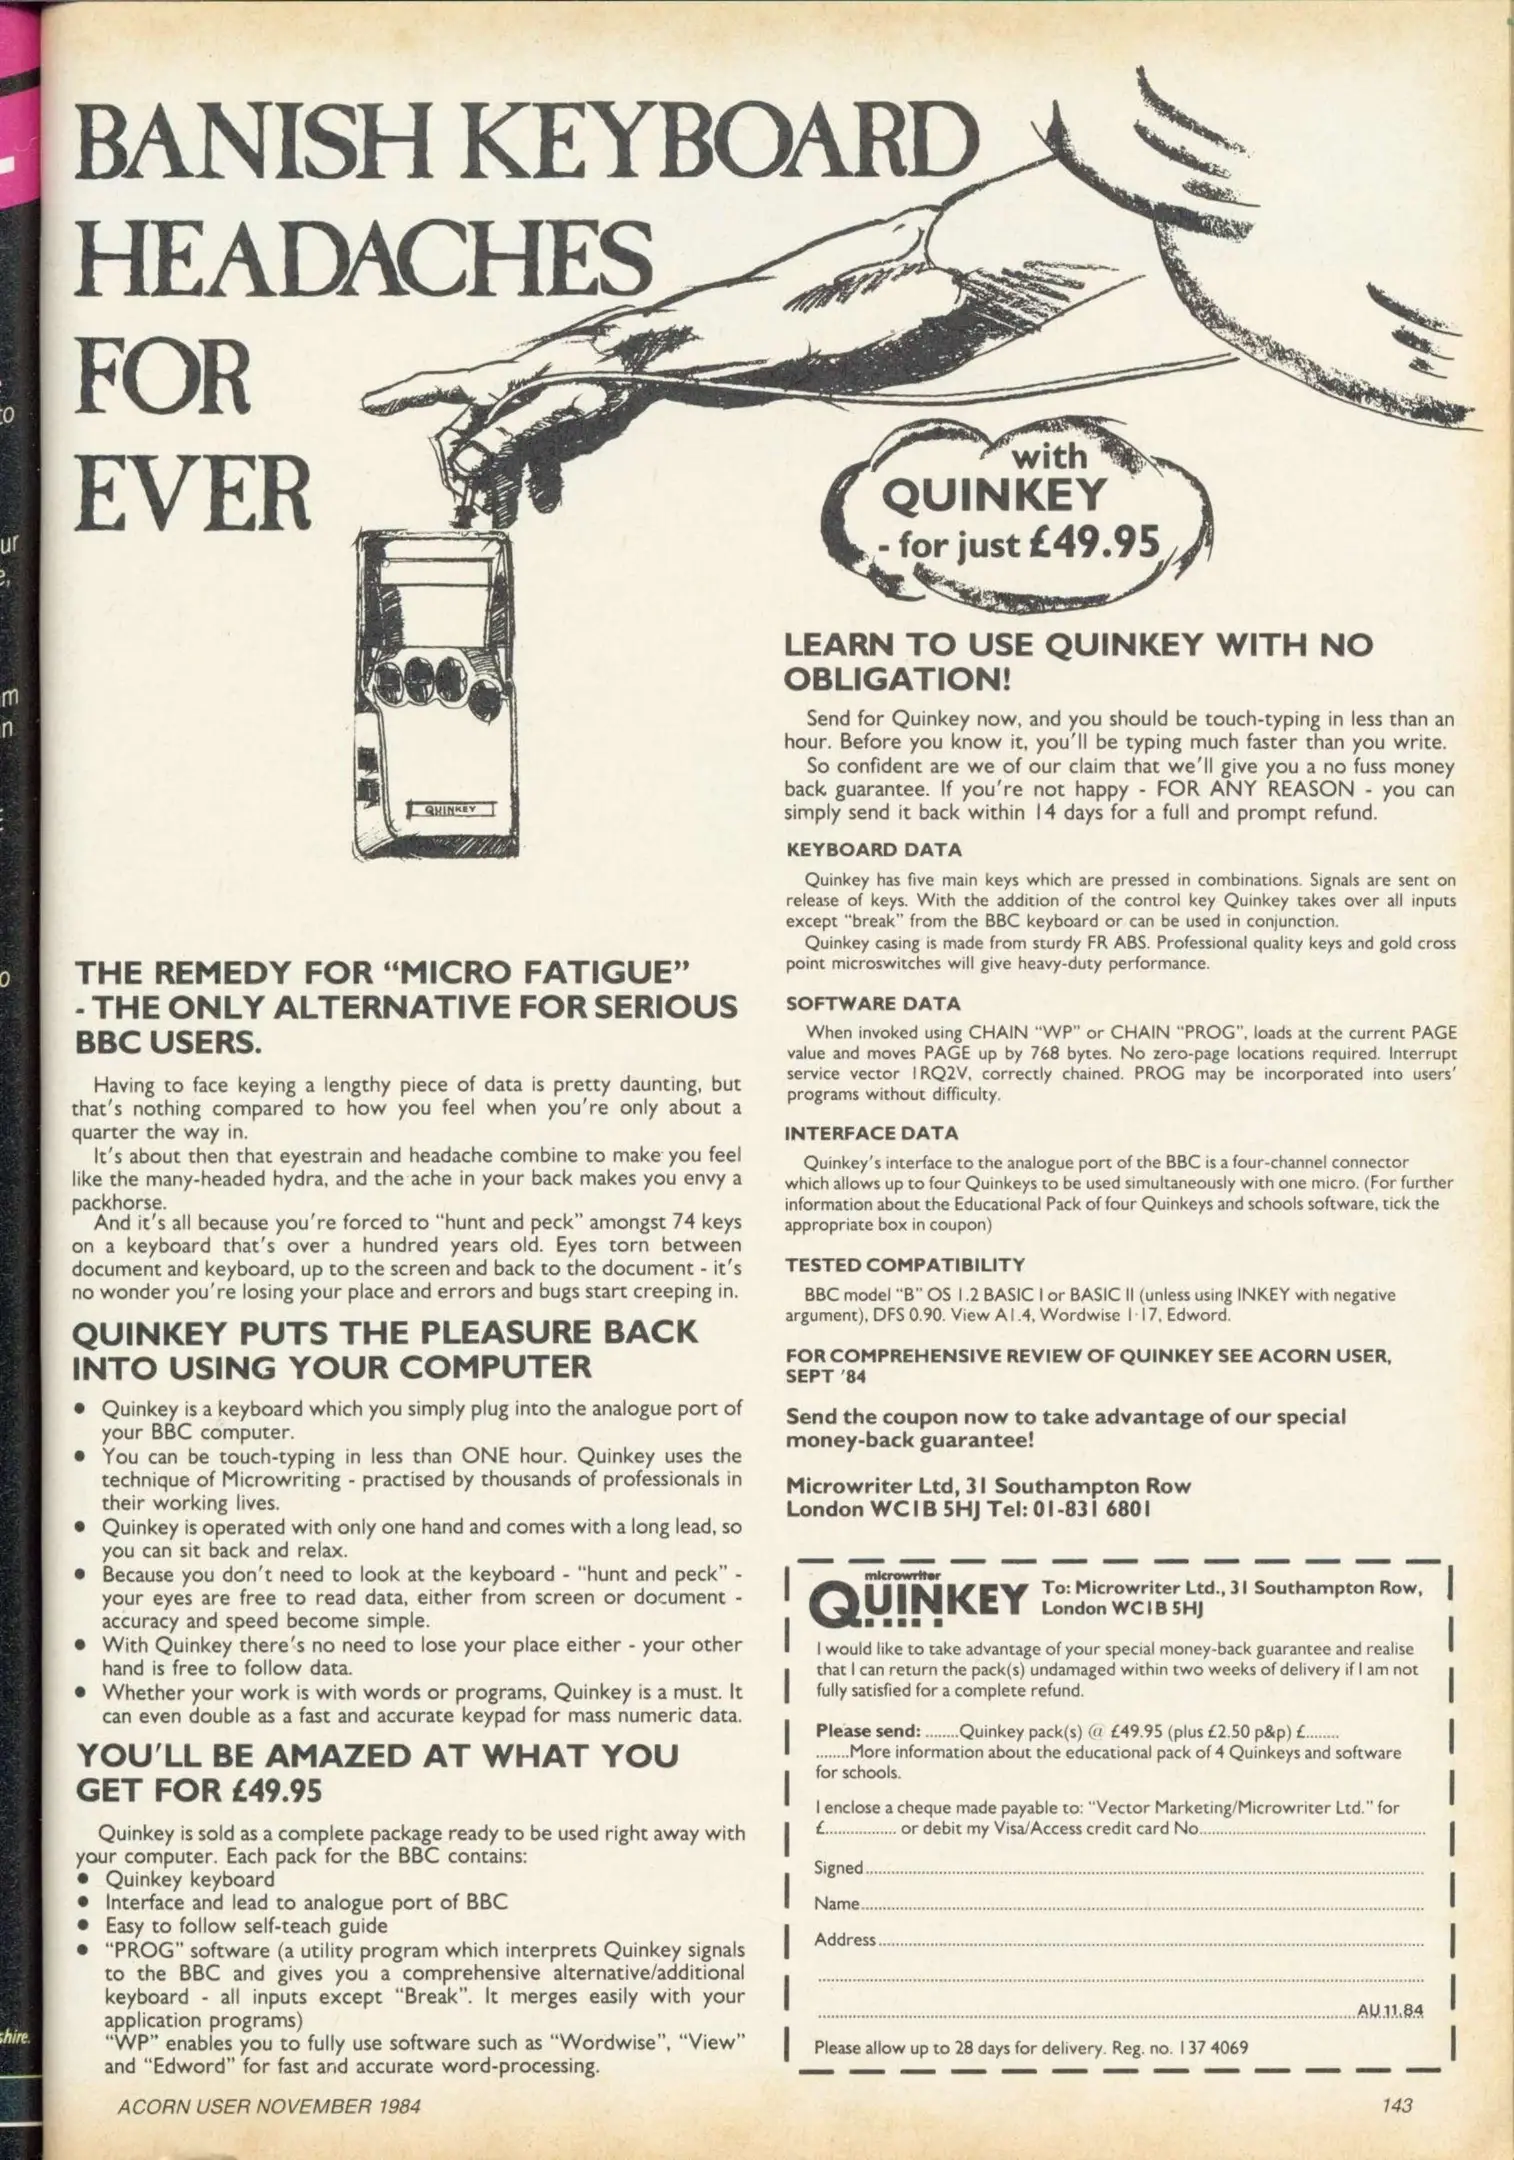 BANISH KEYBOARD
HEADACHES
FOR
EVER
with
QUINKEY
- for just £49.95
QUINKEY
THE REMEDY FOR “MICRO FATIGUE”
- THE ONLY ALTERNATIVE FOR SERIOUS
BBC USERS.
Having to face keying a lengthy piece of data is pretty daunting, but
that's nothing compared to how you feel when you're only about a
quarter the way in.
It's about then that eyestrain and headache combine to make you feel
like the many-headed hydra, and the ache in your back makes you envy a
packhorse.
And it's all because you're forced to “hunt and peck” amongst 74 keys
on a keyboard that's over a hundred years old. Eyes torn between
document and keyboard, up to the screen and back to the document - it's
no wonder you're losing your place and errors and bugs start creeping in.
QUINKEY PUTS THE PLEASURE BACK
INTO USING YOUR COMPUTER
● Quinkey is a keyboard which you simply plug into the analogue port of
your BBC computer.
● You can be touch-typing in less than ONE hour. Quinkey uses the
technique of Microwriting - practised by thousands of professionals in
their working lives.
● Quinkey is operated with only one hand and comes with a long lead, so
you can sit back and relax.
● Because you don't need to look at the keyboard - “hunt and peck” -
your eyes are free to read data, either from screen or document -
accuracy and speed become simple.
● With Quinkey there's no need to lose your place either - your other
hand is free to follow data.
● Whether your work is with words or programs, Quinkey is a must. It
can even double as a fast and accurate keypad for mass numeric data.
YOU'LL BE AMAZED AT WHAT YOU
GET FOR £49.95
Quinkey is sold as a complete package ready to be used right away with
your computer. Each pack for the BBC contains:
● Quinkey keyboard
● Interface and lead to analogue port of BBC
● Easy to follow self-teach guide
● “PROG” software (a utility program which interprets Quinkey signals
to the BBC and gives you a comprehensive alternative/additional
keyboard - all inputs except “Break”. It merges easily with your
application programs)
“WP” enables you to fully use software such as “Wordwise”, “View”
and “Edword” for fast and accurate word-processing.
LEARN TO USE QUINKEY WITH NO
OBLIGATION!
Send for Quinkey now, and you should be touch-typing in less than an
hour. Before you know it, you'll be typing much faster than you write.
So confident are we of our claim that we'll give you a no fuss money
back guarantee. If you're not happy - FOR ANY REASON - you can
simply send it back within 14 days for a full and prompt refund.
KEYBOARD DATA
Quinkey has five main keys which are pressed in combinations. Signals are sent on
release of keys. With the addition of the control key Quinkey takes over all inputs
except “break” from the BBC keyboard or can be used in conjunction.
Quinkey casing is made from sturdy FR ABS. Professional quality keys and gold cross
point microswitches will give heavy-duty performance.
SOFTWARE DATA
When invoked using CHAIN “WP” or CHAIN “PROG”, loads at the current PAGE
value and moves PAGE up by 768 bytes. No zero-page locations required. Interrupt
service vector IRQ2V, correctly chained. PROG may be incorporated into users'
programs without difficulty.
INTERFACE DATA
Quinkey's interface to the analogue port of the BBC is a four-channel connector
which allows up to four Quinkeys to be used simultaneously with one micro. (For further
information about the Educational Pack of four Quinkeys and schools software, tick the
appropriate box in coupon)
TESTED COMPATIBILITY
BBC model “B” OS 1.2 BASIC I or BASIC II (unless using INKEY with negative
argument), DFS 0.90. View A1.4, Wordwise 1·17, Edword.
FOR COMPREHENSIVE REVIEW OF QUINKEY SEE ACORN USER,
SEPT '84
Send the coupon now to take advantage of our special
money-back guarantee!
Microwriter Ltd, 31 Southampton Row
London WC1B 5HJ Tel: 01-831 6801
microwriter
QUINKEY
To: Microwriter Ltd., 31 Southampton Row,
London WC1B 5HJ
I would like to take advantage of your special money-back guarantee and realise
that I can return the pack(s) undamaged within two weeks of delivery if I am not
fully satisfied for a complete refund.
Please send: ........Quinkey pack(s) @ £49.95 (plus £2.50 p&p) £........
........More information about the educational pack of 4 Quinkeys and software
for schools.
I enclose a cheque made payable to: “Vector Marketing/Microwriter Ltd.” for
£.................. or debit my Visa/Access credit card No..........................
Signed..........................
Name..........................
Address..........................
AU.11.84
Please allow up to 28 days for delivery. Reg. no. 137 4069
ACORN USER NOVEMBER 1984
143